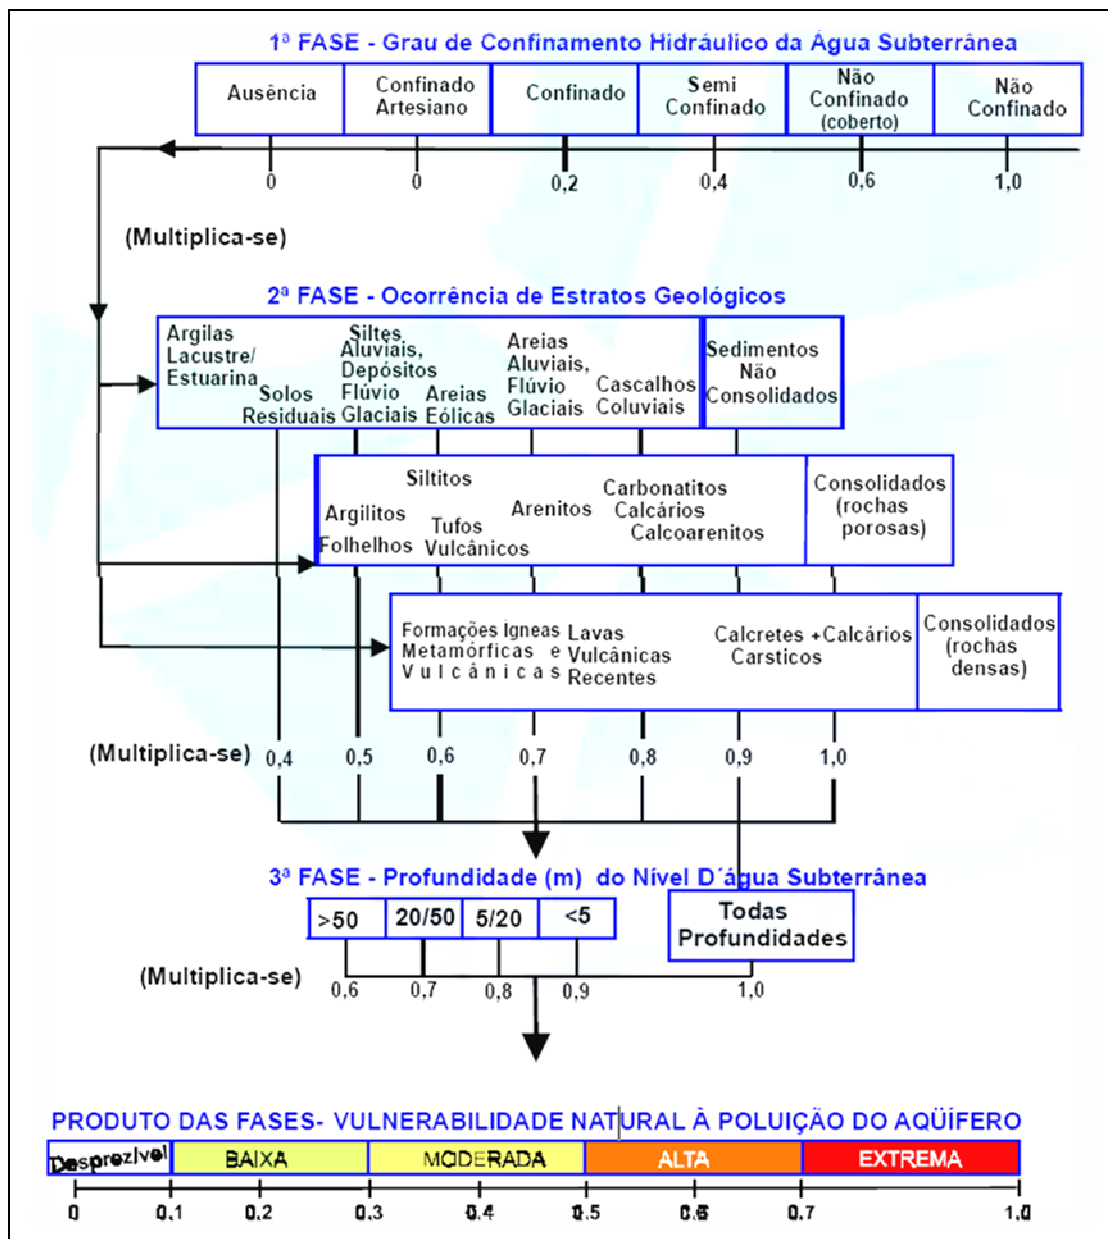 1ª FASE - Grau de Confinamento Hidráulico da Água Subterrânea
Ausência
Confinado
Artesiano
Confinado
Semi
Confinado
Não
Confinado
(coberto)
Não
Confinado
0
0
0,2
0,4
0,6
1,0
(Multiplica-se)
2ª FASE - Ocorrência de Estratos Geológicos
Argilas
Lacustre/
Estuarina
Solos
Residuais
Siltes
Aluviais,
Depósitos
Flúvio
Glaciais
Areias
Eólicas
Areias
Aluviais,
Flúvio
Glaciais
Cascalhos
Coluviais
Sedimentos
Não
Consolidados
Argilitos
Folhelhos
Siltitos
Tufos
Vulcânicos
Arenitos
Carbonatitos
Calcários
Calcoarenitos
Consolidados
(rochas
porosas)
Formações Igneas
Metamórficas e
Vulcânicas
Lavas
Vulcânicas
Recentes
Calcretes +Calcários
Carsticos
Consolidados
(rochas
densas)
(Multiplica-se)
0,4
0,5
0,6
0,7
0,8
0,9
1,0
3ª FASE - Profundidade (m) do Nível D´água Subterrânea
>50
20/50
5/20
<5
Todas
Profundidades
(Multiplica-se)
0,6
0,7
0,8
0,9
1,0
PRODUTO DAS FASES- VULNERABILIDADE NATURAL À POLUIÇÃO DO AQÜÍFERO
Desprezível
BAIXA
MODERADA
ALTA
EXTREMA
0
0.1
0.2
0.3
0.4
0.5
0.6
0.7
1.0